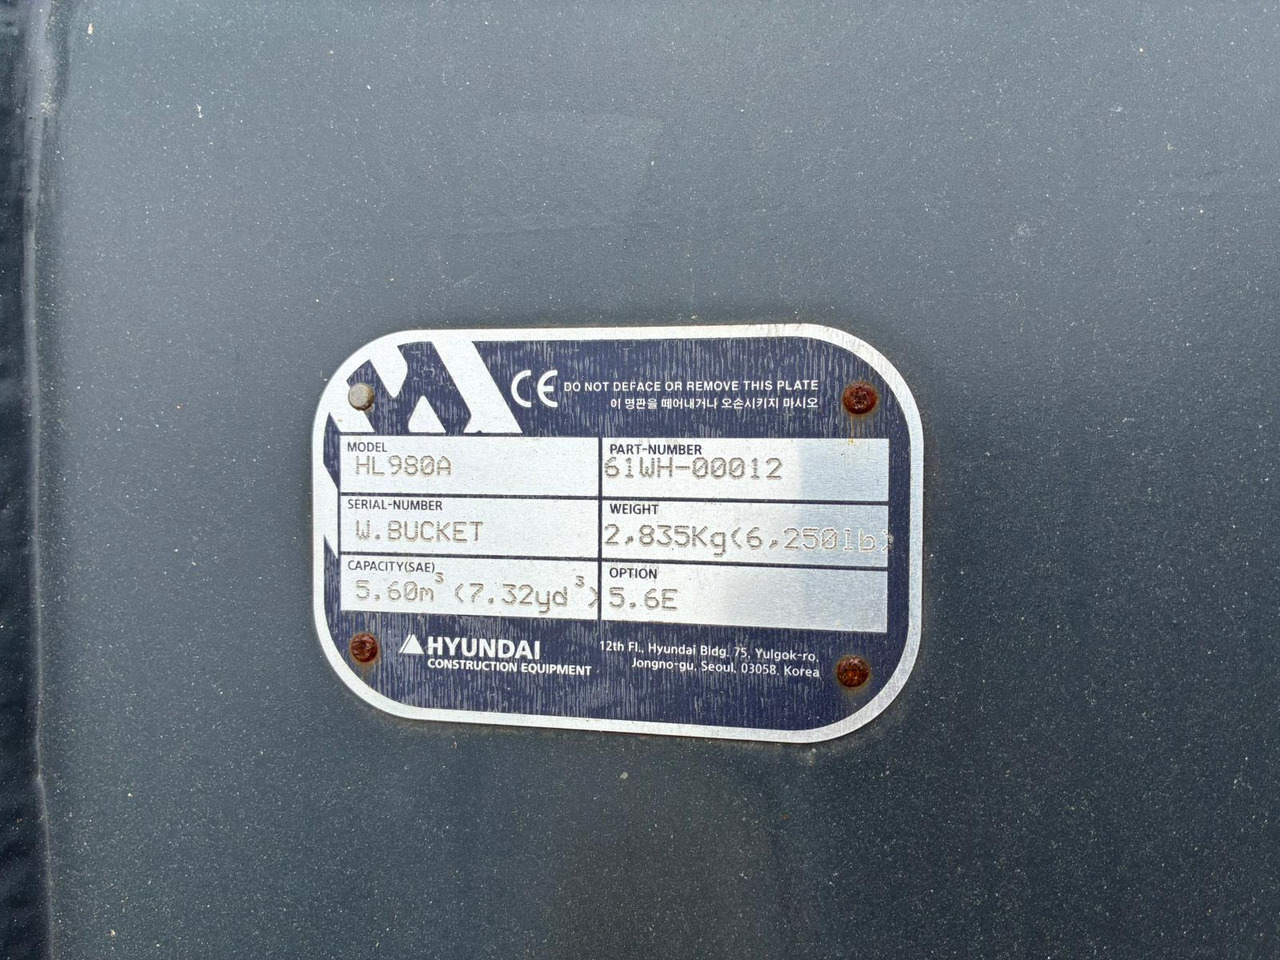 CE DO NOT DEFACE OR REMOVE THIS PLATE
이 명판을 떼어내거나 오손시키지 마시오
MODEL
HL980A
PART-NUMBER
61WH-00012
SERIAL-NUMBER
W.BUCKET
WEIGHT
2,835Kg(6,250lb)
CAPACITY(SAE)
5.60m³(7.32yd³)
OPTION
5.6E
HYUNDAI
CONSTRUCTION EQUIPMENT
12th Fl., Hyundai Bldg. 75, Yulgok-ro,
Jongno-gu, Seoul, 03058, Korea